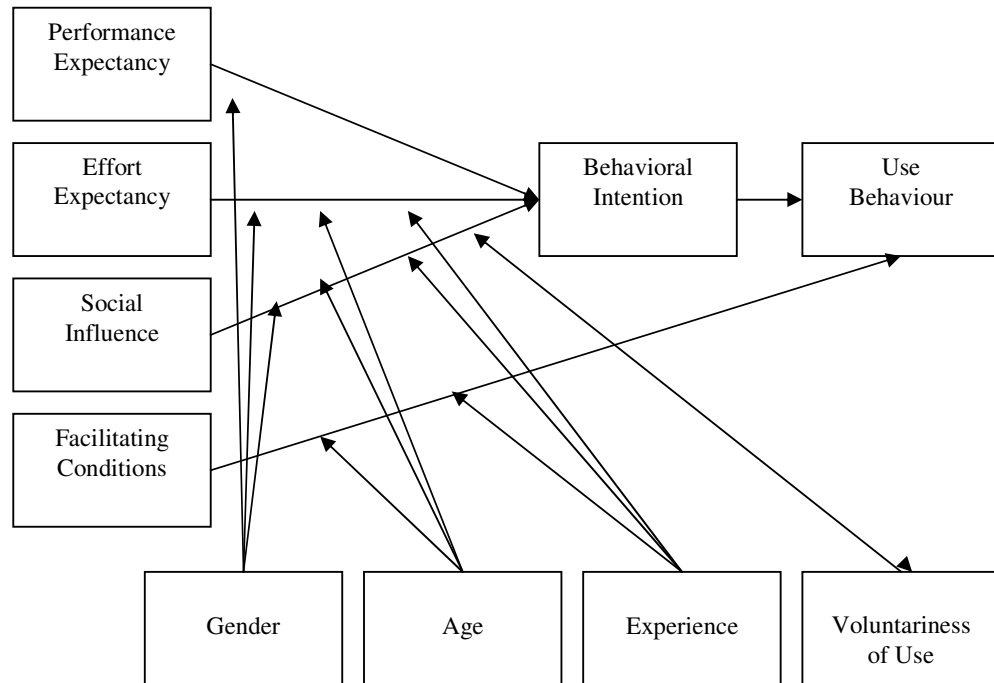 Performance
Expectancy
Effort
Expectancy
Behavioral
Intention
Use
Behaviour
Social
Influence
Facilitating
Conditions
Gender
Age
Experience
Voluntariness
of Use